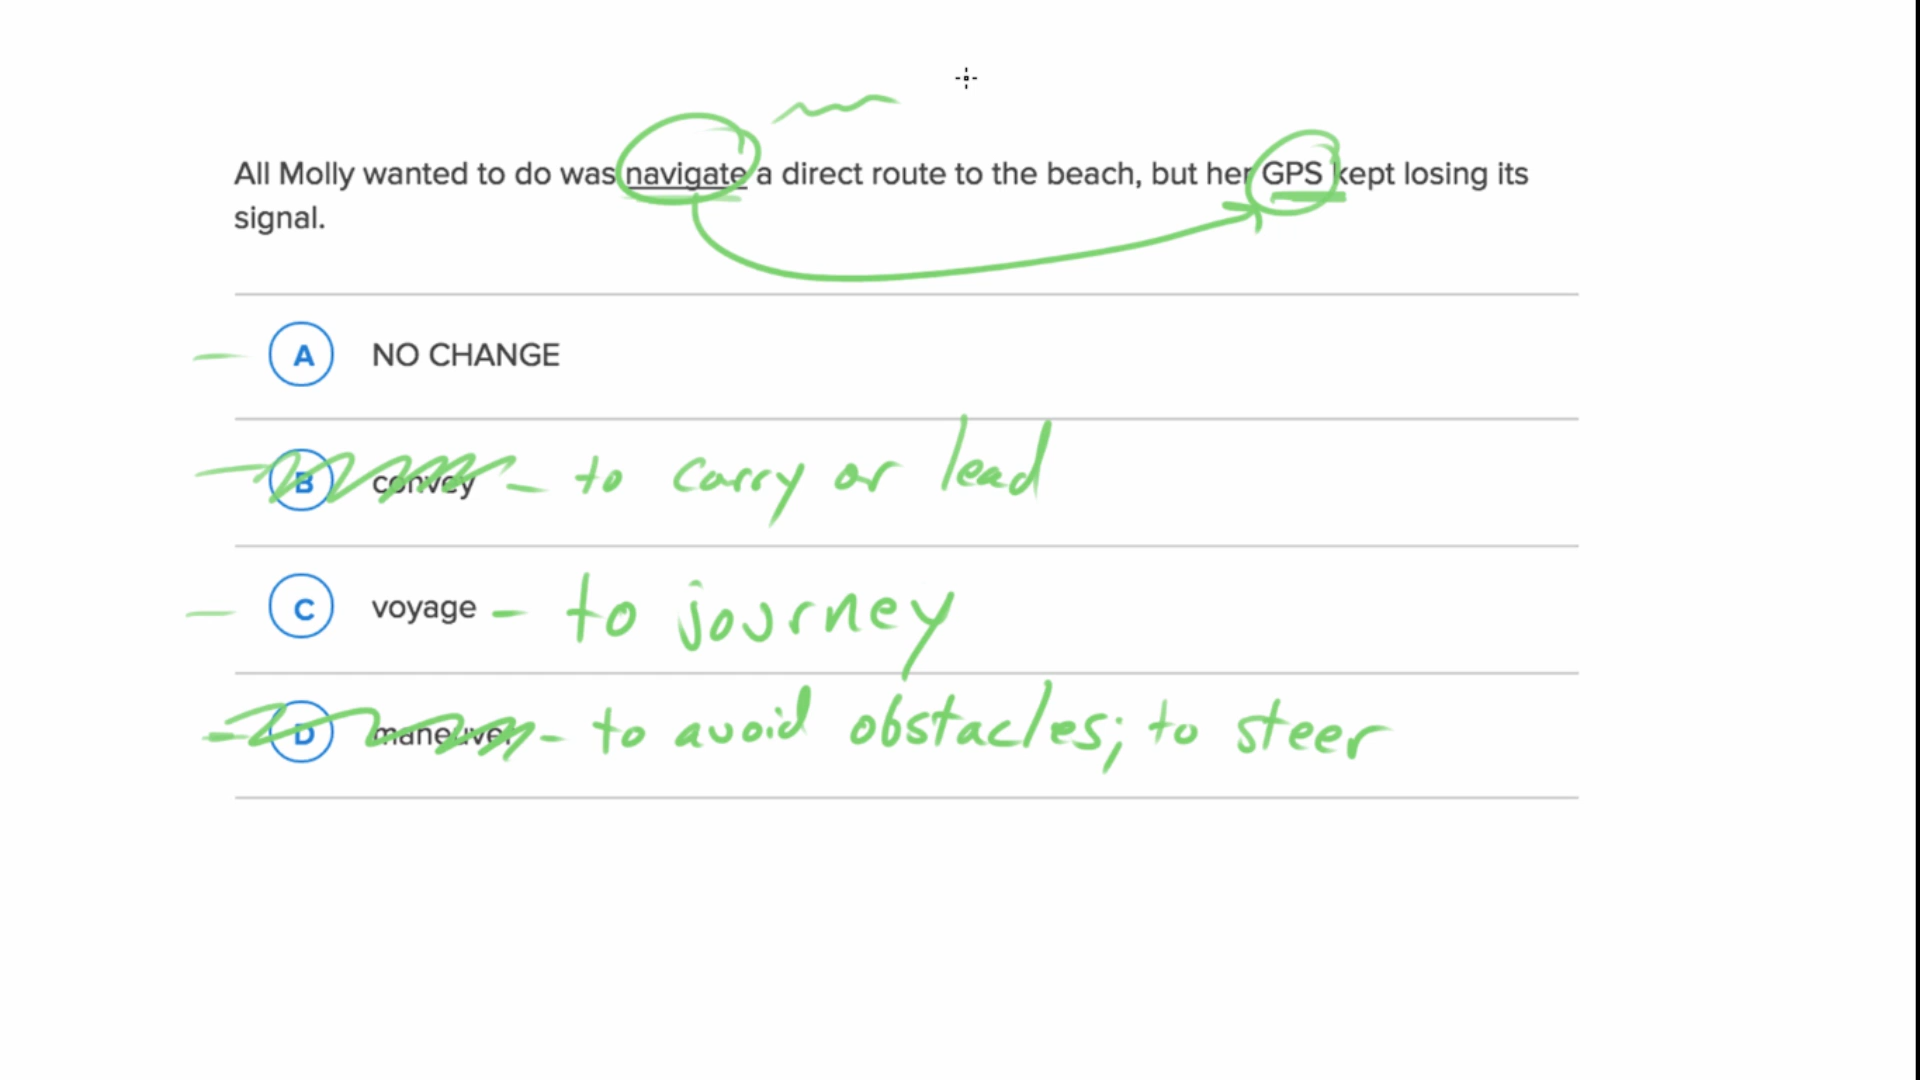 All Molly wanted to do was navigate a direct route to the beach, but her GPS kept losing its
signal.
A NO CHANGE
B convey - to carry or lead
C voyage - to journey
D maneuver - to avoid obstacles; to steer